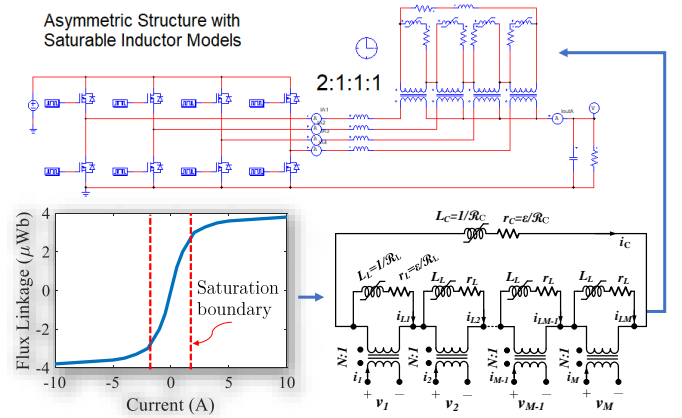 Asymmetric Structure with
Saturable Inductor Models
2:1:1:1
IA1
IoutA
V
A
A
A
A
A
Flux Linkage (μWb)
4
2
0
-2
-4
-10
-5
0
5
10
Current (A)
Saturation
boundary
L_C=1/ℛ_C
r_C=ε/ℛ_C
i_C
L_L=1/ℛ_L
r_L=ε/ℛ_L
L_L
r_L
L_L
r_L
L_L
r_L
i_L1
i_L2
i_LM-1
i_LM
N:1
N:1
N:1
N:1
i_1
i_2
i_M-1
i_M
+ v_1 −
+ v_2 −
+ v_M-1 −
+ v_M −